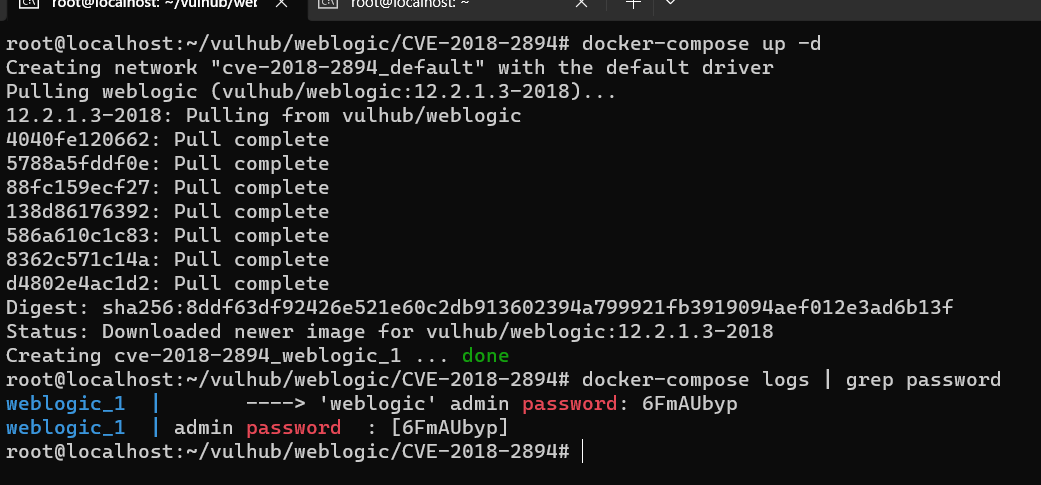 root@localhost: ~/vulhub/web
root@localhost: ~
root@localhost:~/vulhub/weblogic/CVE-2018-2894# docker-compose up -d
Creating network "cve-2018-2894_default" with the default driver
Pulling weblogic (vulhub/weblogic:12.2.1.3-2018)...
12.2.1.3-2018: Pulling from vulhub/weblogic
4040fe120662: Pull complete
5788a5fddf0e: Pull complete
88fc159ecf27: Pull complete
138d86176392: Pull complete
586a610c1c83: Pull complete
8362c571c14a: Pull complete
d4802e4ac1d2: Pull complete
Digest: sha256:8ddf63df92426e521e60c2db913602394a799921fb3919094aef012e3ad6b13f
Status: Downloaded newer image for vulhub/weblogic:12.2.1.3-2018
Creating cve-2018-2894_weblogic_1 ... done
root@localhost:~/vulhub/weblogic/CVE-2018-2894# docker-compose logs | grep password
weblogic_1  |       ----> 'weblogic' admin password: 6FmAUbyp
weblogic_1  | admin password  : [6FmAUbyp]
root@localhost:~/vulhub/weblogic/CVE-2018-2894#